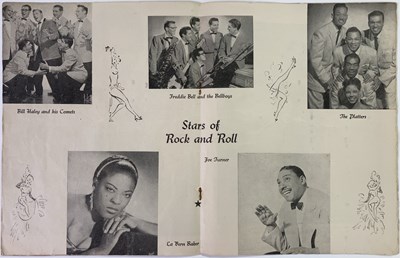 Bill Haley and his Comets
Freddie Bell and the Bellboys
The Platters
Stars of
Rock and Roll
Joe Turner
La Vern Baker